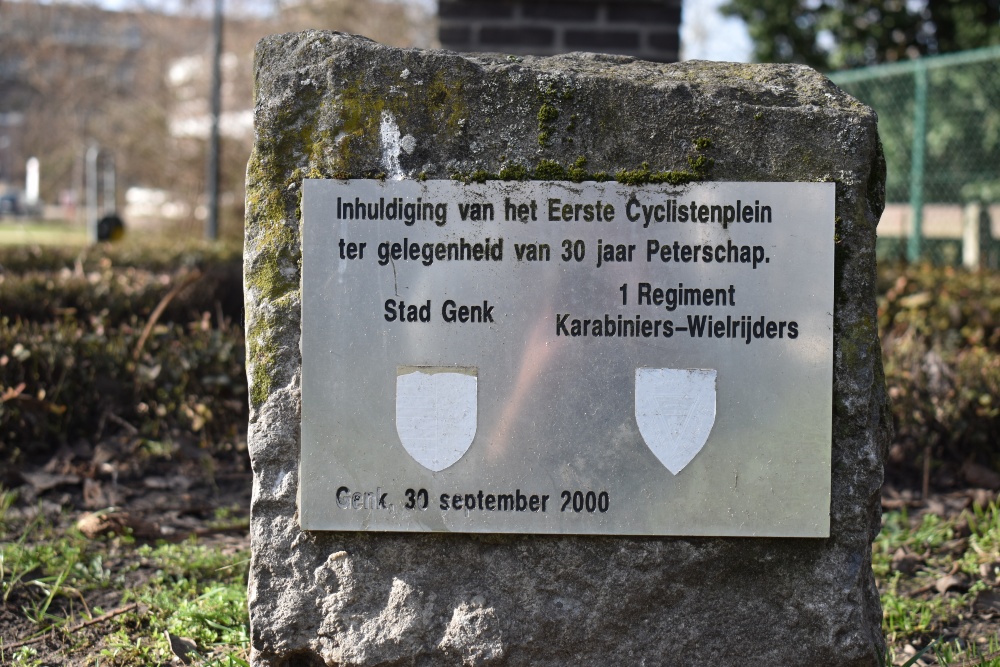 Inhuldiging van het Eerste Cyclistenplein
ter gelegenheid van 30 jaar Peterschap.
Stad Genk
1 Regiment
Karabiniers-Wielrijders
Genk, 30 september 2000